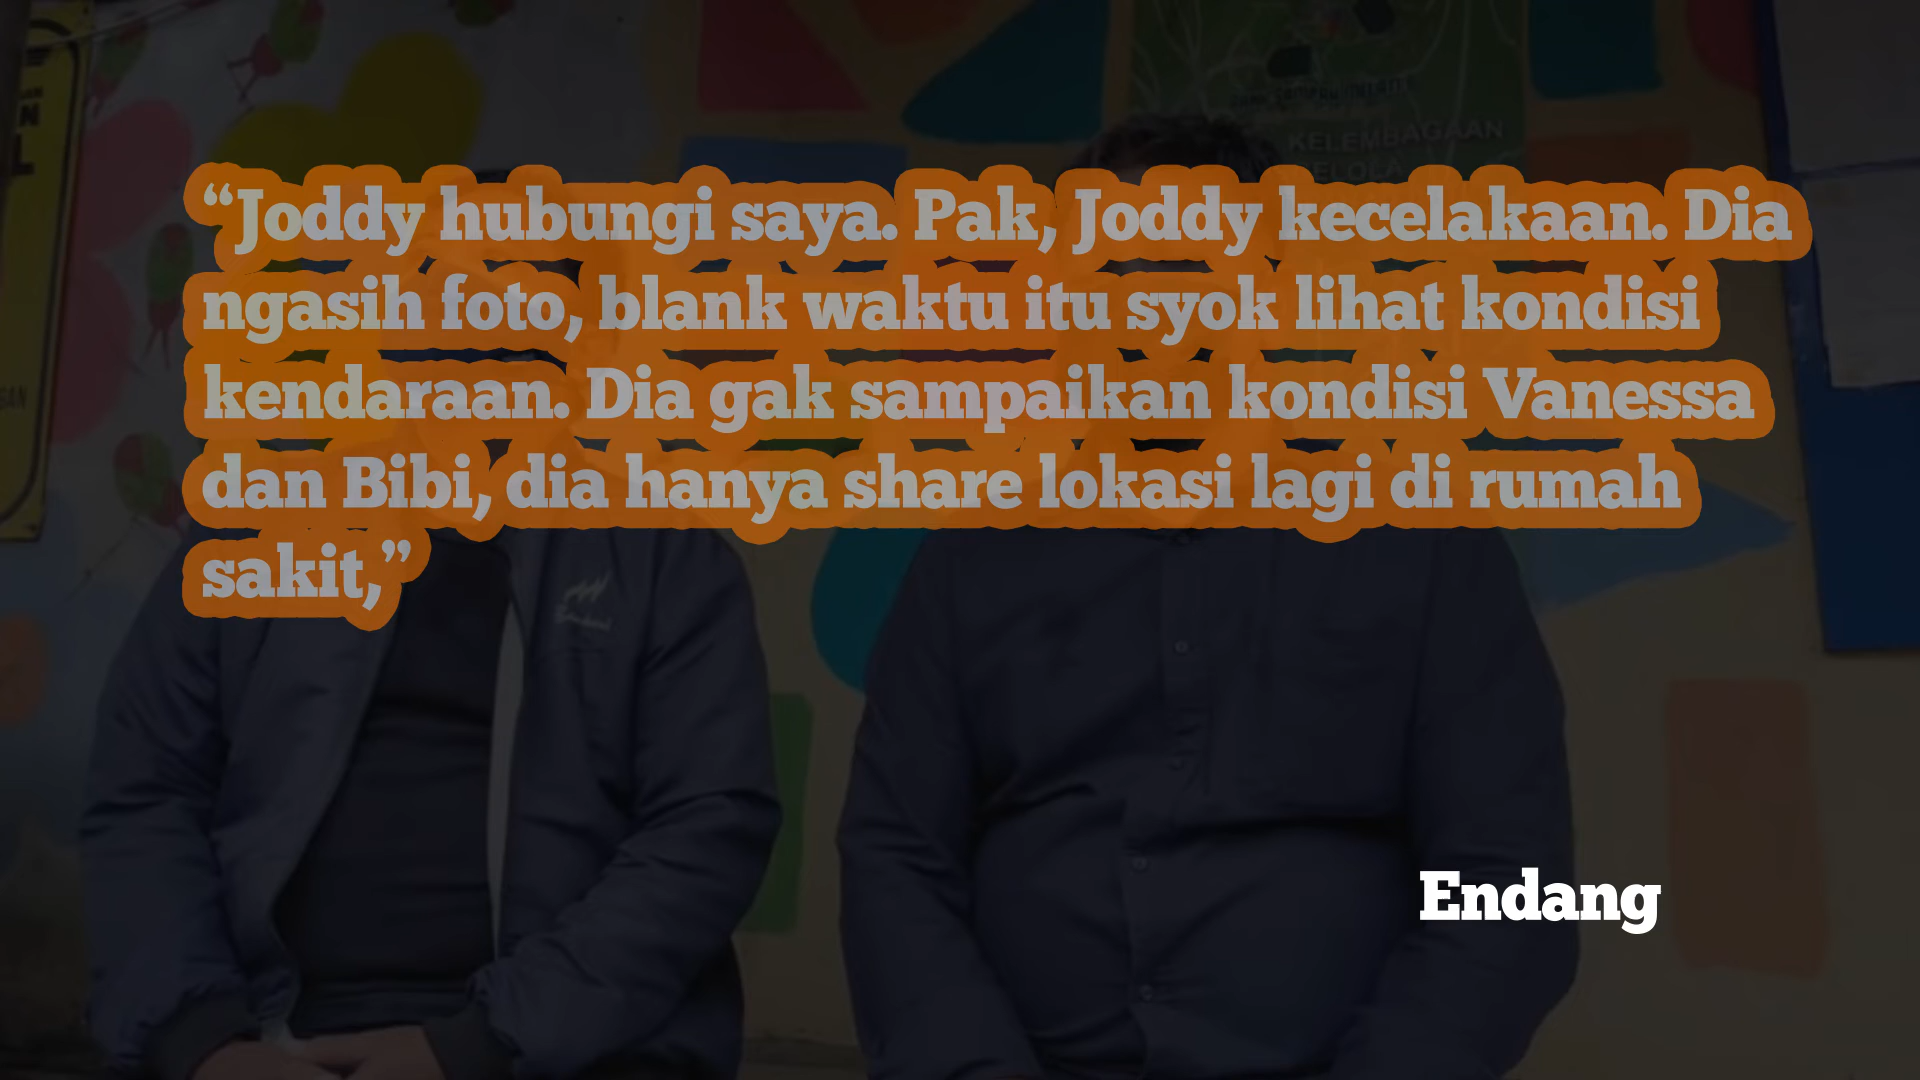 “Joddy hubungi saya. Pak, Joddy kecelakaan. Dia
ngasih foto, blank waktu itu syok lihat kondisi
kendaraan. Dia gak sampaikan kondisi Vanessa
dan Bibi, dia hanya share lokasi lagi di rumah
sakit,”
Endang
KELEMBAGAAN